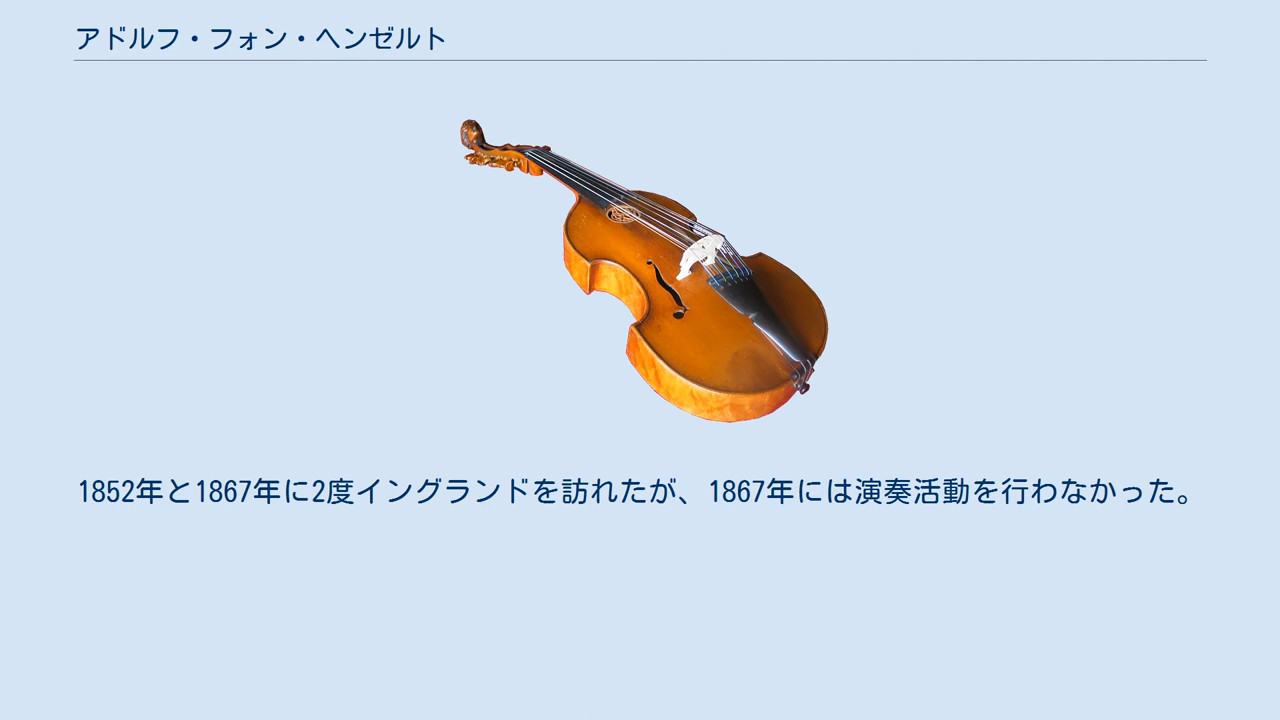 アドルフ・フォン・ヘンゼルト
1852年と1867年に2度イングランドを訪れたが、1867年には演奏活動を行わなかった。